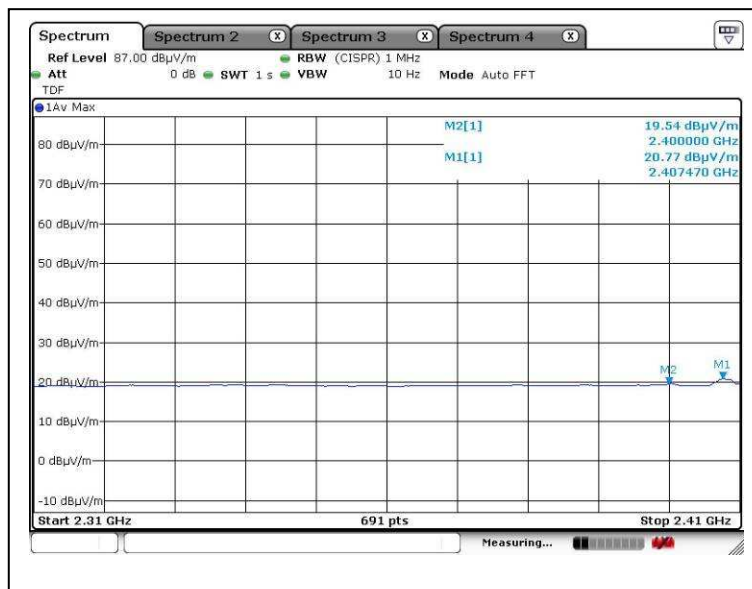 Spectrum Spectrum 2 X Spectrum 3 X Spectrum 4 X
Ref Level 87.00 dBµV/m RBW (CISPR) 1 MHz
Att 0 dB SWT 1 s VBW 10 Hz Mode Auto FFT
TDF
1Av Max
M2[1] 19.54 dBµV/m
2.400000 GHz
M1[1] 20.77 dBµV/m
2.407470 GHz
80 dBµV/m
70 dBµV/m
60 dBµV/m
50 dBµV/m
40 dBµV/m
30 dBµV/m
M2 M1
20 dBµV/m
10 dBµV/m
0 dBµV/m
-10 dBµV/m
Start 2.31 GHz 691 pts Stop 2.41 GHz
Measuring...